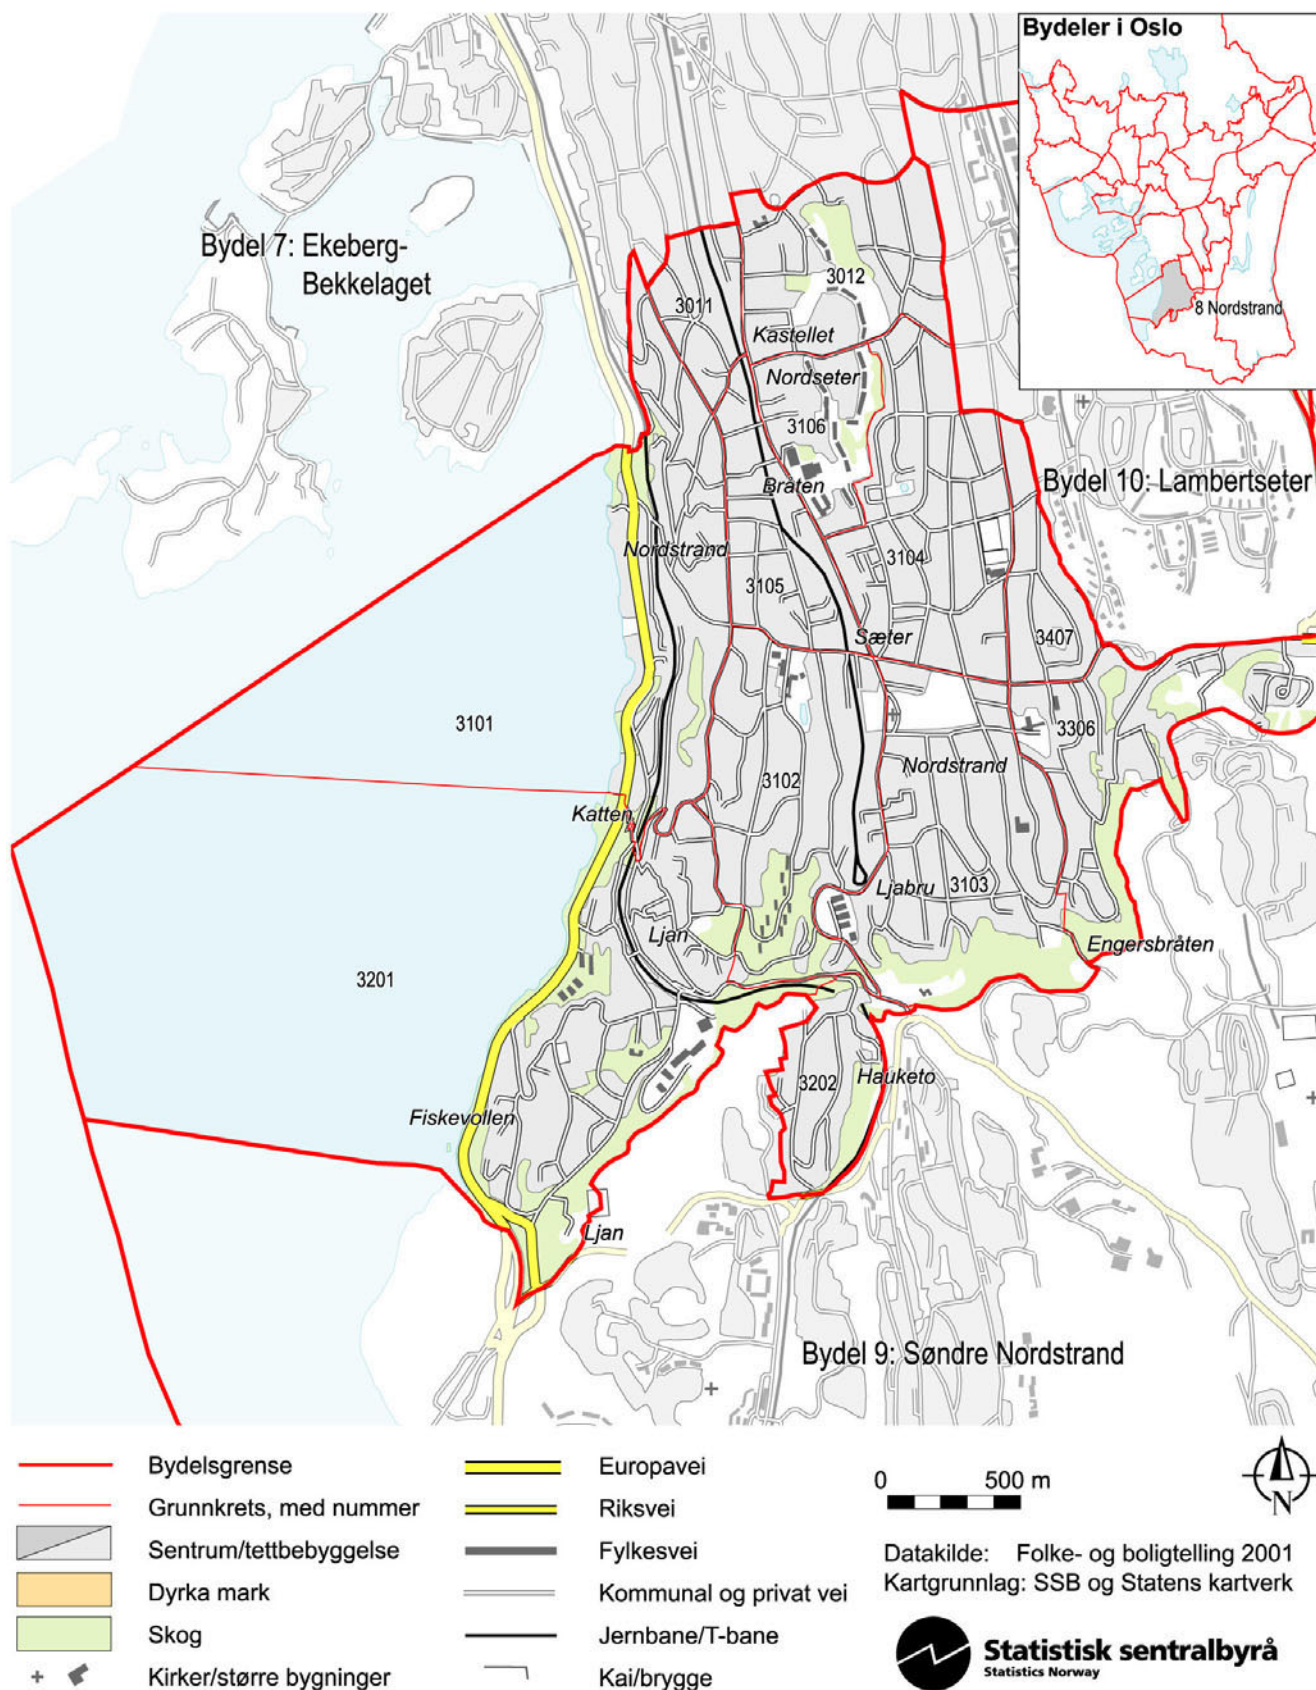 Bydeler i Oslo
8 Nordstrand
Bydel 7: Ekeberg-
Bekkelaget
3012
3011
Kastellet
Nordseter
3106
Bråten
Bydel 10: Lambertseter
Nordstrand
3104
3105
Sæter
3407
3101
3306
Nordstrand
3102
Katten
Ljabru
3103
Ljan
Engersbråten
3201
Hauketo
3202
Fiskevollen
Ljan
Bydel 9: Søndre Nordstrand
Bydelsgrense
Grunnkrets, med nummer
Sentrum/tettbebyggelse
Dyrka mark
Skog
Kirker/større bygninger
Europavei
Riksvei
Fylkesvei
Kommunal og privat vei
Jernbane/T-bane
Kai/brygge
0 500 m
N
Datakilde: Folke- og boligtelling 2001
Kartgrunnlag: SSB og Statens kartverk
Statistisk sentralbyrå
Statistics Norway